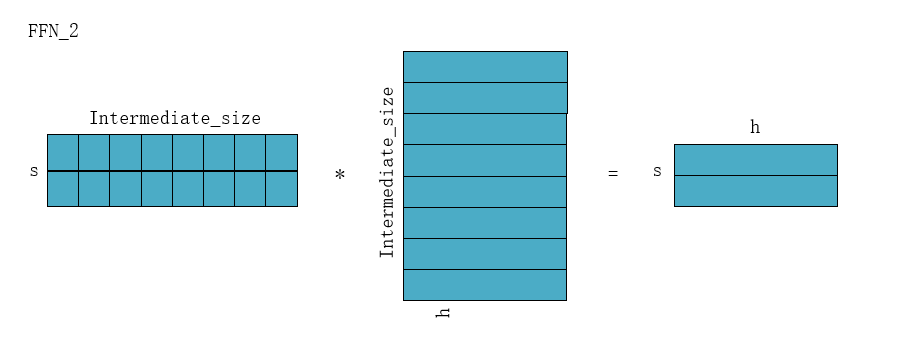 FFN_2
Intermediate_size
s
*
Intermediate_size
h
=
h
s